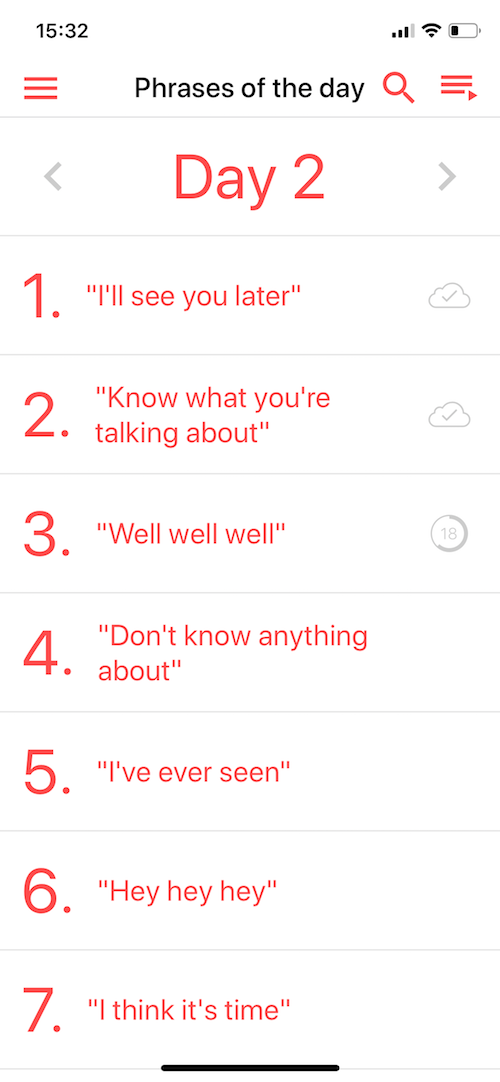 15:32
Phrases of the day
Day 2
1. "I'll see you later"
2. "Know what you're
talking about"
3. "Well well well"
18
4. "Don't know anything
about"
5. "I've ever seen"
6. "Hey hey hey"
7. "I think it's time"